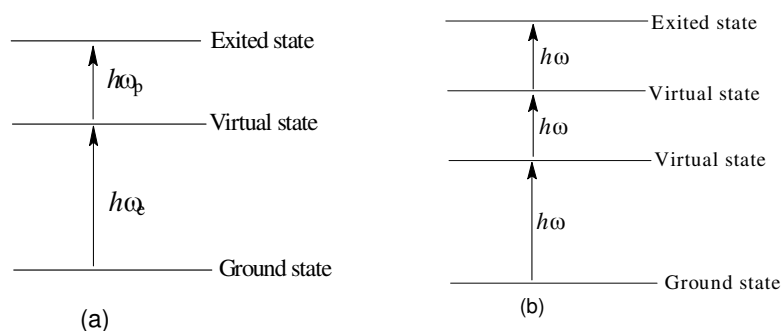 Exited state
hωp
Virtual state
hωe
Ground state
(a)
Exited state
hω
Virtual state
hω
Virtual state
hω
Ground state
(b)